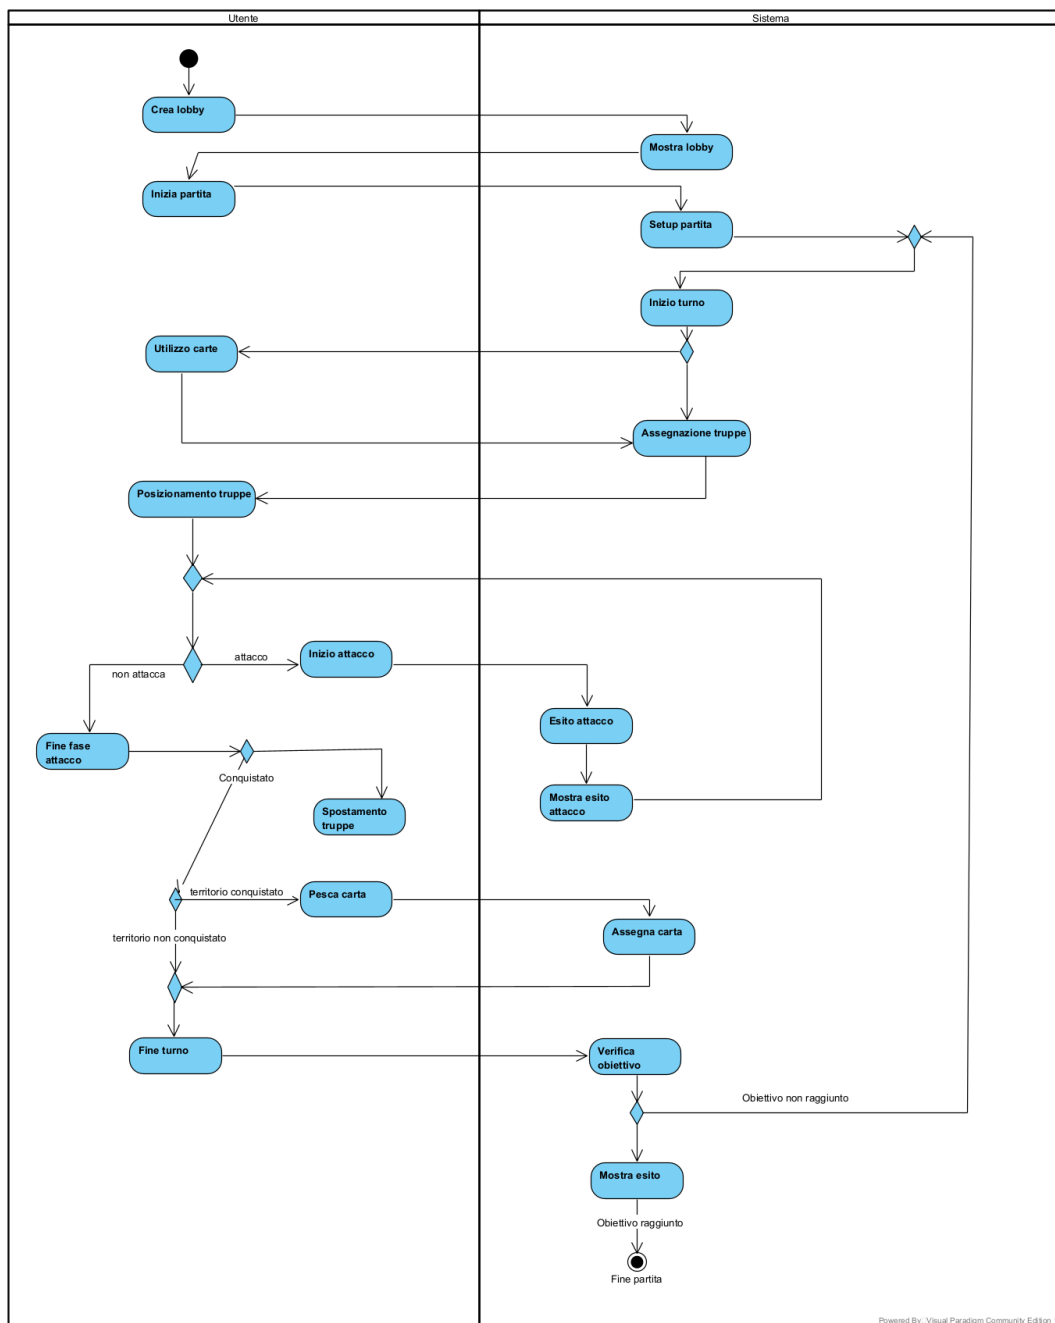 Utente
Sistema
Crea lobby
Mostra lobby
Inizia partita
Setup partita
Inizio turno
Utilizzo carte
Assegnazione truppe
Posizionamento truppe
attacco
Inizio attacco
non attacca
Esito attacco
Fine fase
attacco
Conquistato
Mostra esito
attacco
Spostamento
truppe
territorio conquistato
Pesca carta
Assegna carta
territorio non conquistato
Fine turno
Verifica
obiettivo
Obiettivo non raggiunto
Mostra esito
Obiettivo raggiunto
Fine partita
Powered By: Visual Paradigm Community Edition